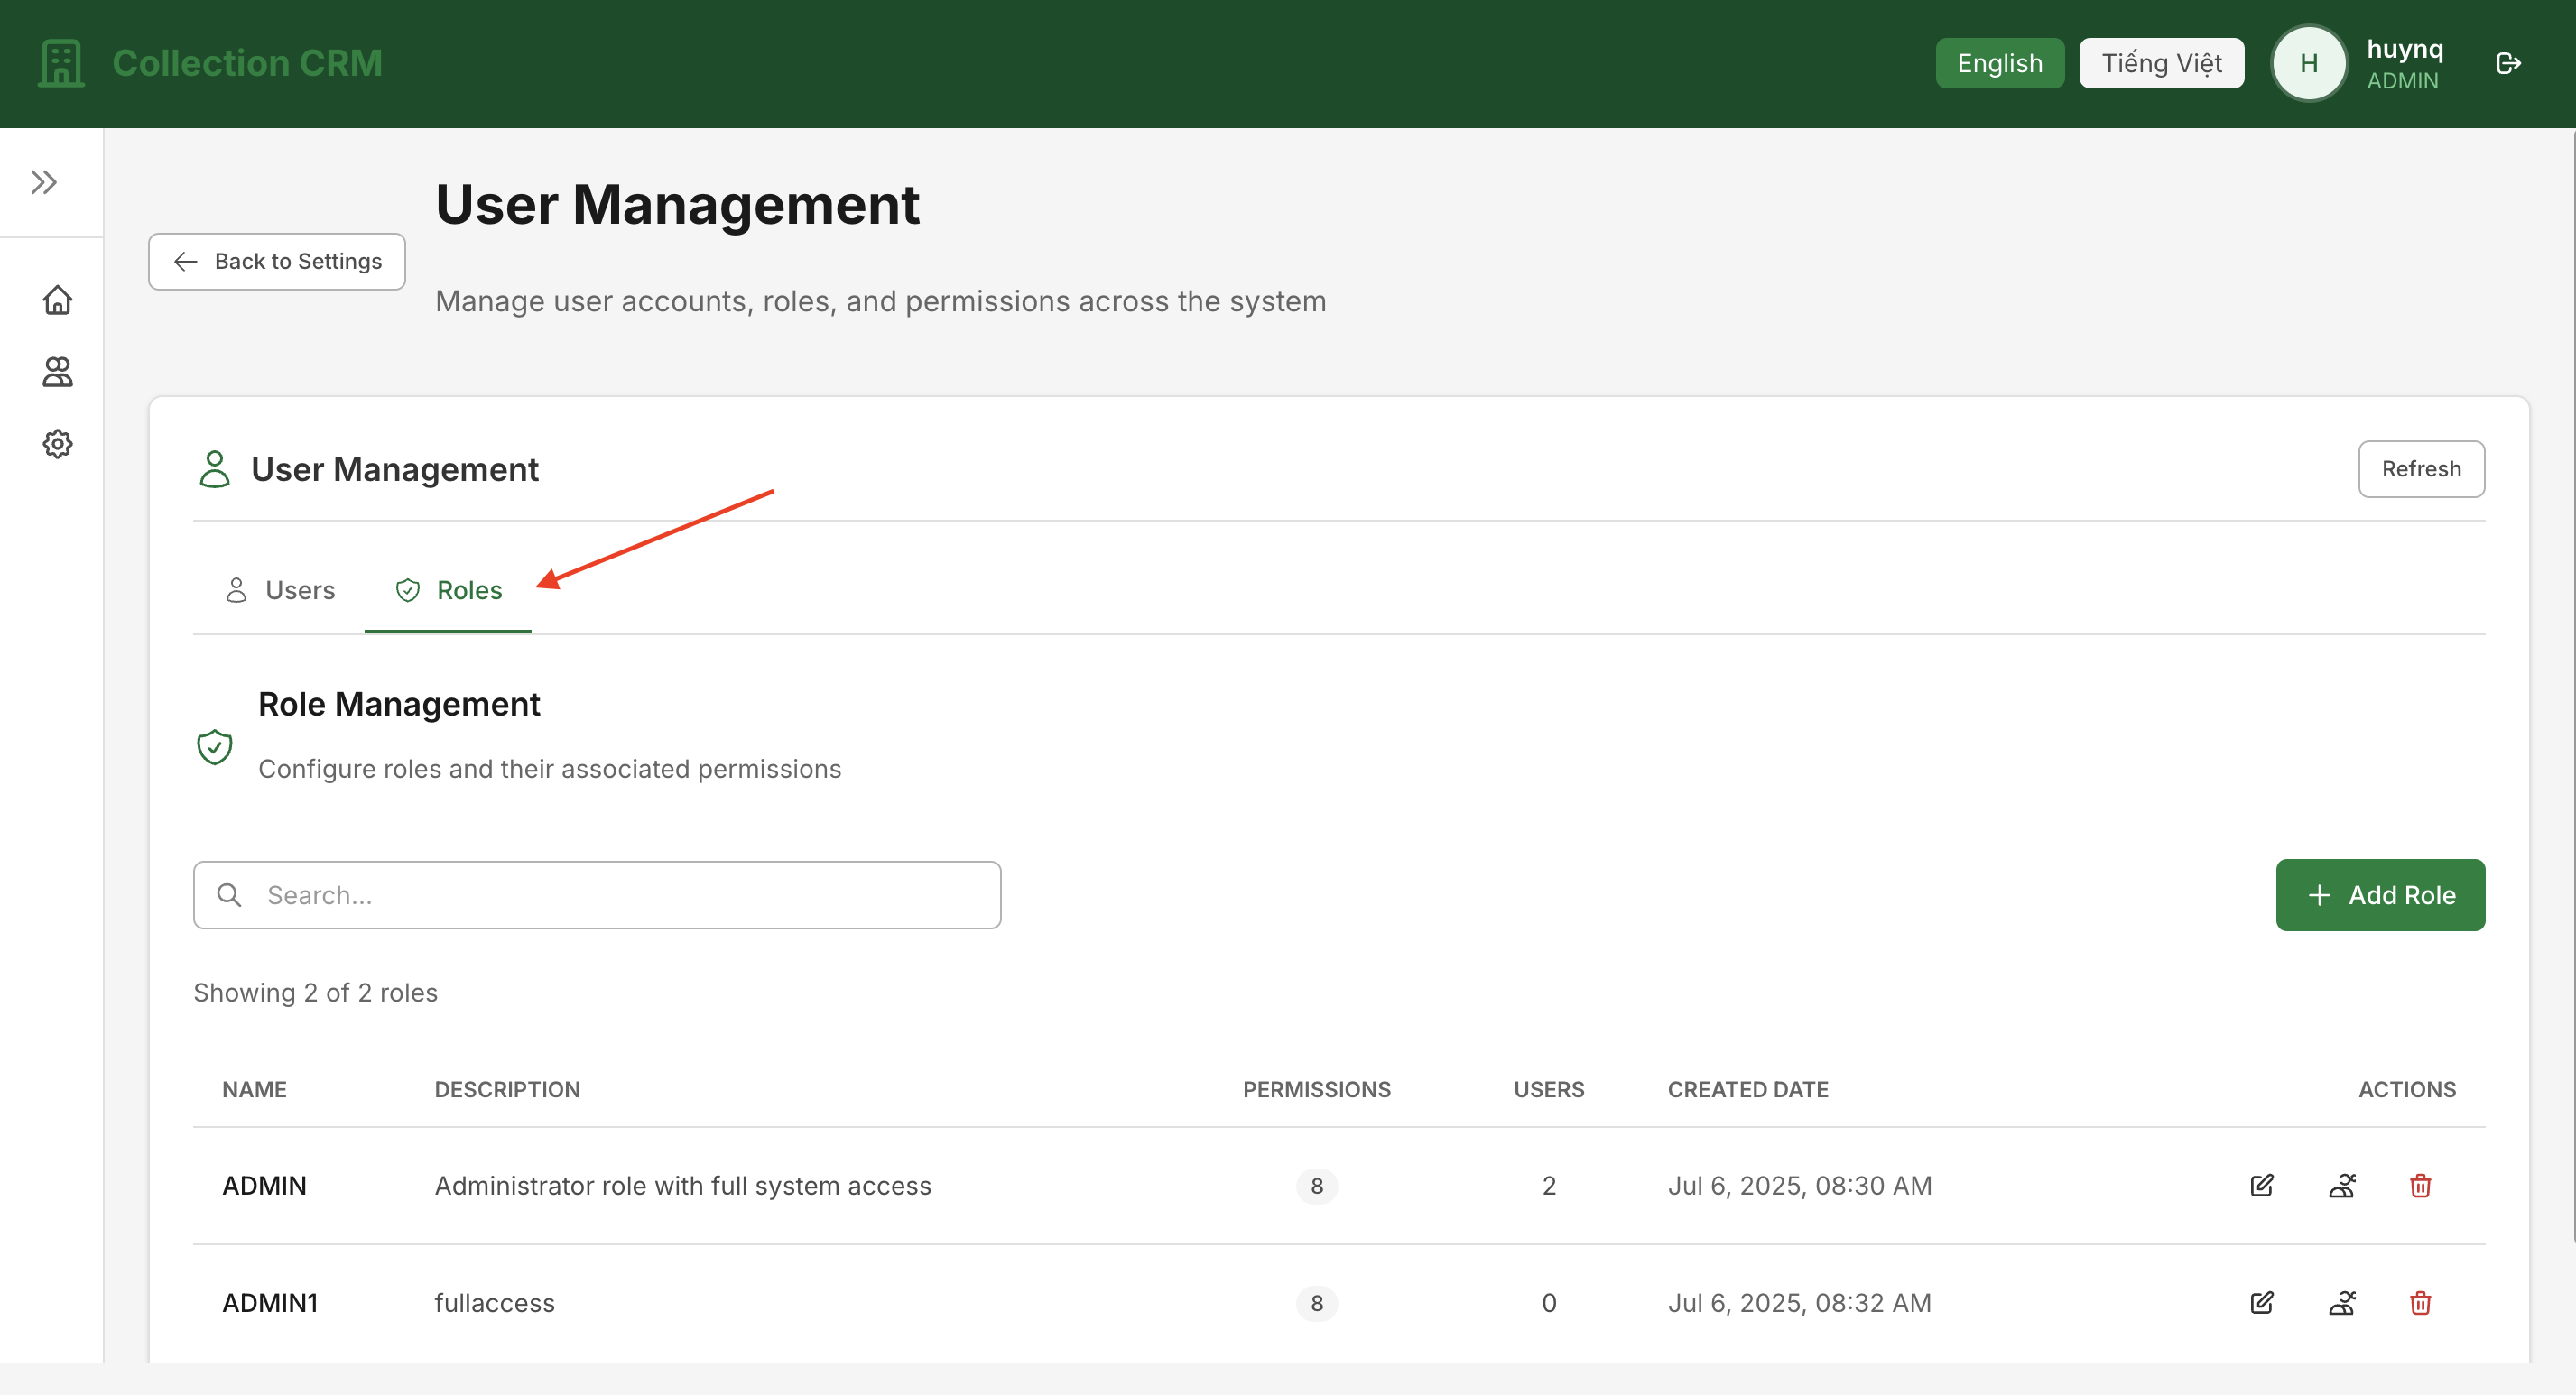 Collection CRM
English
Tiếng Việt
H
huynq
ADMIN
User Management
Back to Settings
Manage user accounts, roles, and permissions across the system
User Management
Refresh
Users
Roles
Role Management
Configure roles and their associated permissions
Search...
Add Role
Showing 2 of 2 roles
NAME DESCRIPTION PERMISSIONS USERS CREATED DATE ACTIONS
ADMIN Administrator role with full system access 8 2 Jul 6, 2025, 08:30 AM
ADMIN1 fullaccess 8 0 Jul 6, 2025, 08:32 AM